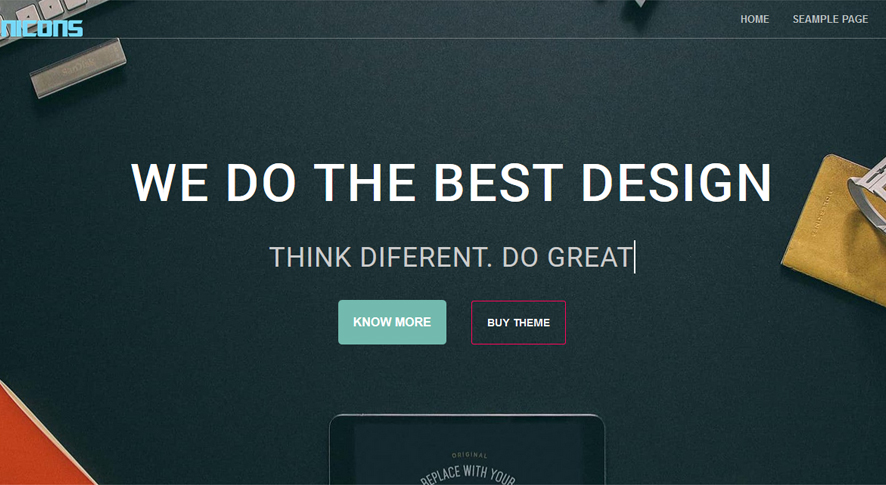 nicons
HOME
SEAMPLE PAGE
WE DO THE BEST DESIGN
THINK DIFERENT. DO GREAT
KNOW MORE
BUY THEME
ORIGINAL
REPLACE WITH YOUR